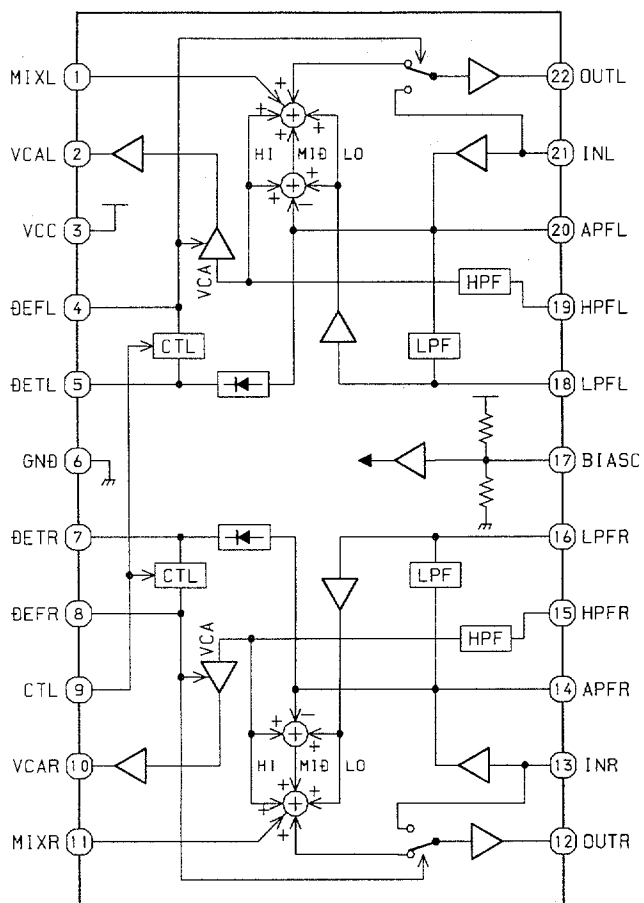 MIXL 1 22 OUTL
+ + + +
VCAL 2 HI MID LO 21 INL
+ + + −
VCC 3 20 APFL
VCA HPF
DEFL 4 19 HPFL
CTL LPF
DETL 5 18 LPFL
GND 6 17 BIASC
DETR 7 16 LPFR
CTL LPF
DEFR 8 15 HPFR
VCA HPF
CTL 9 14 APFR
+ − +
VCAR 10 HI MID LO 13 INR
+ + + + +
MIXR 11 12 OUTR